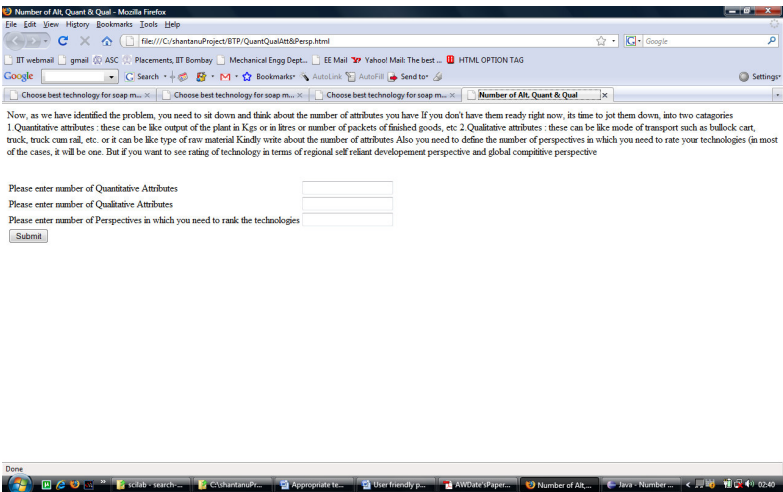 Number of Alt, Quant & Qual - Mozilla Firefox
File Edit View History Bookmarks Tools Help
file:///C:/shantanuProject/BTP/QuantQualAtt&Persp.html
Google
IIT webmail gmail ASC Placements, IIT Bombay Mechanical Engg Dept... EE Mail Yahoo! Mail: The best ... HTML OPTION TAG
Google Search Bookmarks AutoLink AutoFill Send to Settings
Choose best technology for soap m... Choose best technology for soap m... Choose best technology for soap m... Number of Alt, Quant & Qual
Now, as we have identified the problem, you need to sit down and think about the number of attributes you have If you don't have them ready right now, its time to jot them down, into two catagories
1.Quantitative attributes : these can be like output of the plant in Kgs or in litres or number of packets of finished goods, etc 2.Qualitative attributes : these can be like mode of transport such as bullock cart,
truck, truck cum rail, etc. or it can be like type of raw material Kindly write about the number of attributes Also you need to define the number of perspectives in which you need to rate your technologies (in most
of the cases, it will be one. But if you want to see rating of technology in terms of regional self reliant developement perspective and global compititive perspective
Please enter number of Quantitative Attributes
Please enter number of Qualitative Attributes
Please enter number of Perspectives in which you need to rank the technologies
Submit
Done
scilab - search-... C:\shantanuPr... Appropriate te... User friendly p... AWDate'sPaper... Number of Alt,... Java - Number ... 02:40